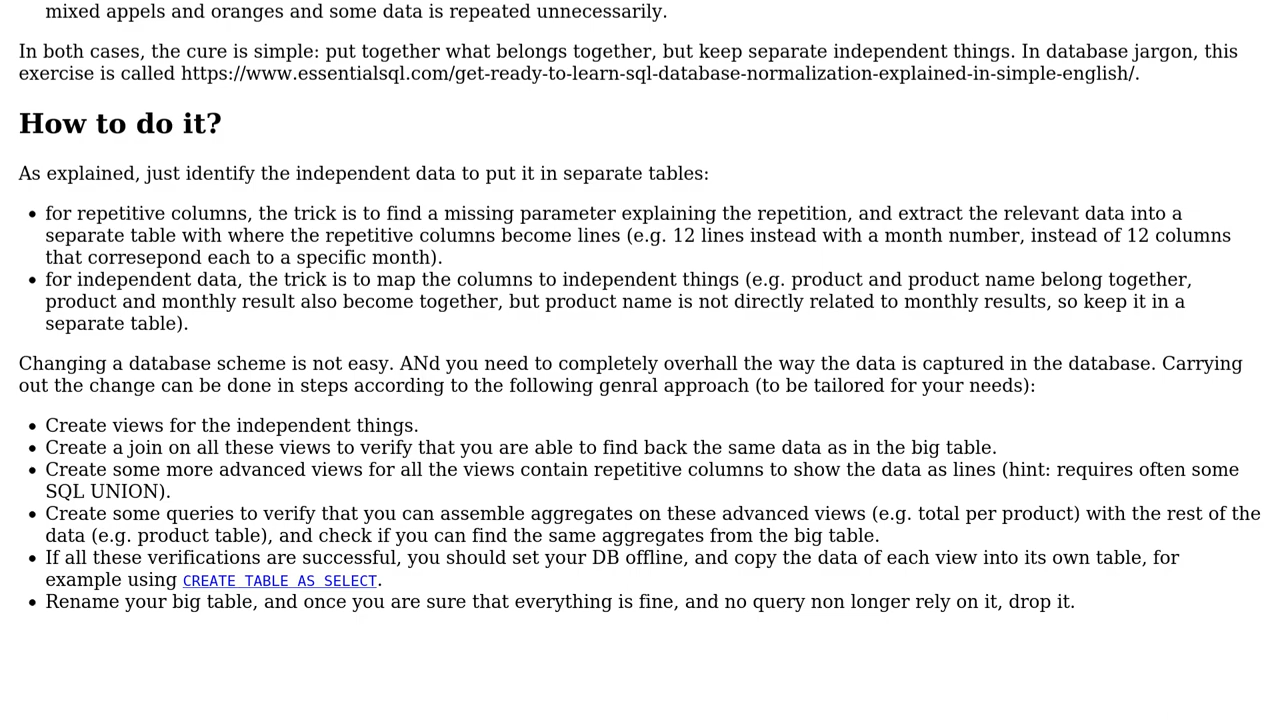 mixed appels and oranges and some data is repeated unnecessarily.
In both cases, the cure is simple: put together what belongs together, but keep separate independent things. In database jargon, this
exercise is called https://www.essentialsql.com/get-ready-to-learn-sql-database-normalization-explained-in-simple-english/.
How to do it?
As explained, just identify the independent data to put it in separate tables:
• for repetitive columns, the trick is to find a missing parameter explaining the repetition, and extract the relevant data into a
separate table with where the repetitive columns become lines (e.g. 12 lines instead with a month number, instead of 12 columns
that corresepond each to a specific month).
• for independent data, the trick is to map the columns to independent things (e.g. product and product name belong together,
product and monthly result also become together, but product name is not directly related to monthly results, so keep it in a
separate table).
Changing a database scheme is not easy. ANd you need to completely overhall the way the data is captured in the database. Carrying
out the change can be done in steps according to the following genral approach (to be tailored for your needs):
• Create views for the independent things.
• Create a join on all these views to verify that you are able to find back the same data as in the big table.
• Create some more advanced views for all the views contain repetitive columns to show the data as lines (hint: requires often some
SQL UNION).
• Create some queries to verify that you can assemble aggregates on these advanced views (e.g. total per product) with the rest of the
data (e.g. product table), and check if you can find the same aggregates from the big table.
• If all these verifications are successful, you should set your DB offline, and copy the data of each view into its own table, for
example using CREATE TABLE AS SELECT.
• Rename your big table, and once you are sure that everything is fine, and no query non longer rely on it, drop it.